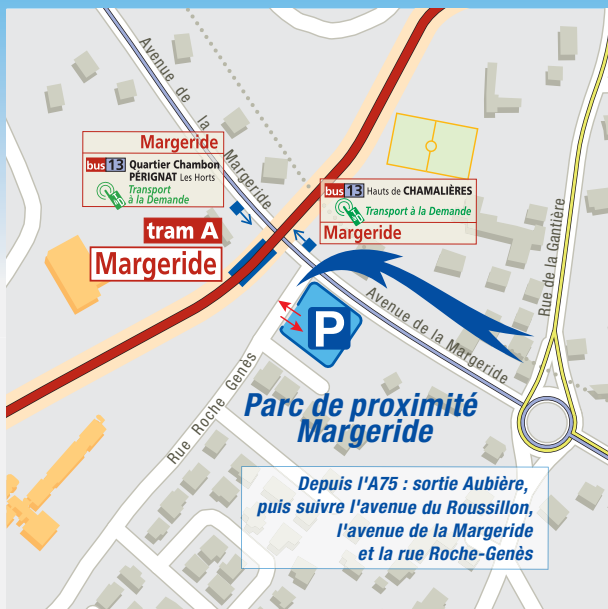 Avenue de la Margeride
Margeride
bus 13 Quartier Chambon
PÉRIGNAT Les Horts
Transport
à la Demande
bus 13 Hauts de CHAMALIÈRES
Transport à la Demande
Margeride
tram A
Margeride
Rue de la Gantière
Avenue de la Margeride
P
Rue Roche Genès
Parc de proximité
Margeride
Depuis l'A75 : sortie Aubière,
puis suivre l'avenue du Roussillon,
l'avenue de la Margeride
et la rue Roche-Genès